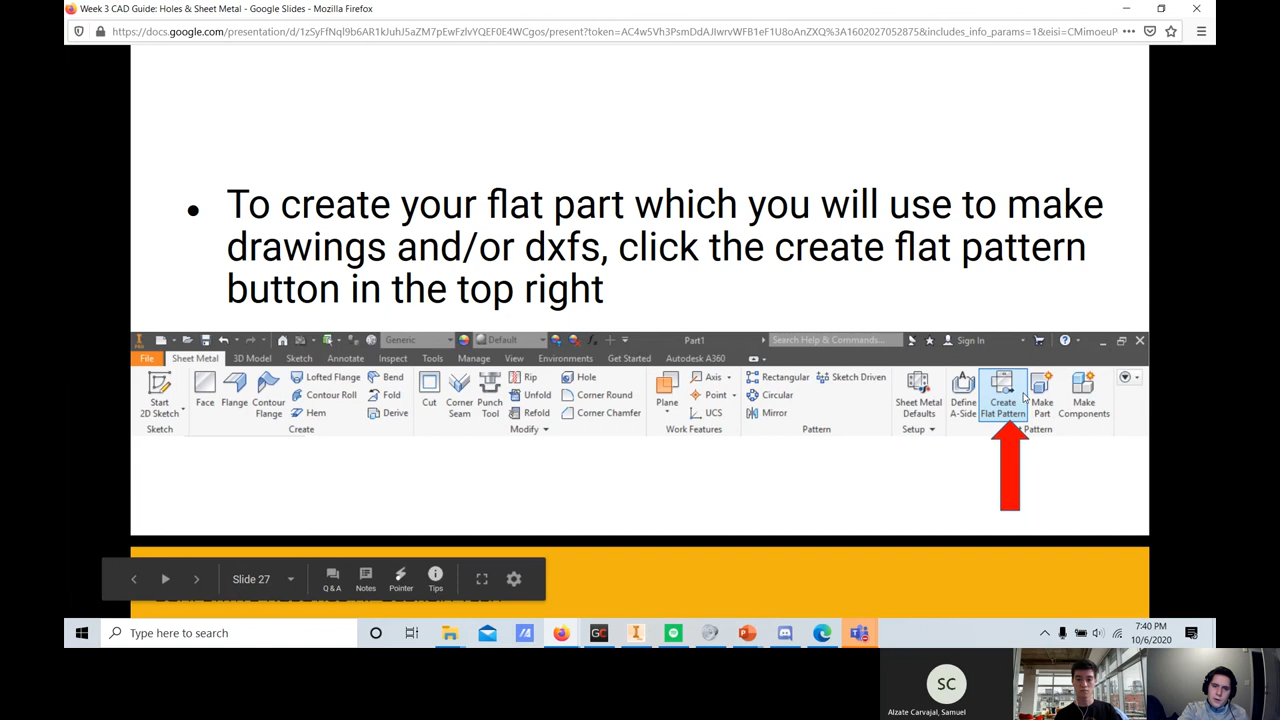 Week 3 CAD Guide: Holes & Sheet Metal - Google Slides - Mozilla Firefox
● To create your flat part which you will use to make
drawings and/or dxfs, click the create flat pattern
button in the top right
Generic Default Part1 Search Help & Commands... Sign In
File Sheet Metal 3D Model Sketch Annotate Inspect Tools Manage View Environments Get Started Autodesk A360
Start
2D Sketch
Face
Flange
Contour
Flange
Lofted Flange
Contour Roll
Hem
Bend
Fold
Derive
Cut
Corner
Seam
Punch
Tool
Rip
Unfold
Refold
Hole
Corner Round
Corner Chamfer
Plane
Axis
Point
UCS
Rectangular
Circular
Mirror
Sketch Driven
Sheet Metal
Defaults
Define
A-Side
Create
Flat Pattern
Make
Part
Make
Components
Sketch Create Modify Work Features Pattern Setup Pattern
Slide 27
Q & A Notes Pointer Tips
Type here to search
7:40 PM
10/6/2020
SC
Alzate Carvajal, Samuel